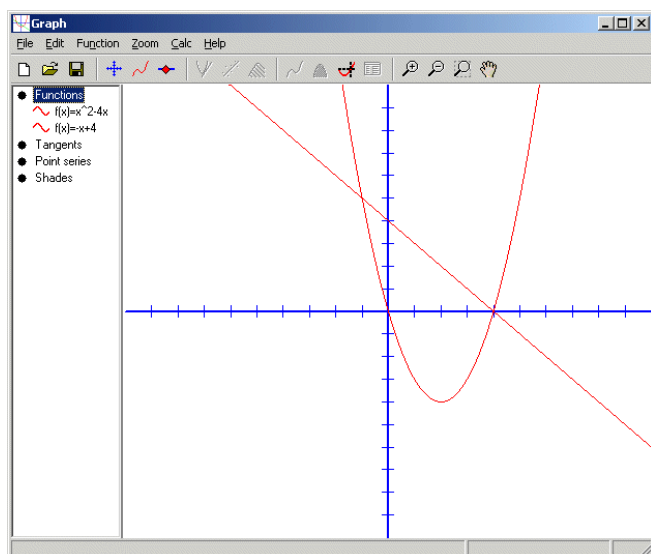 Graph
File Edit Function Zoom Calc Help
Functions
f(x)=x^2-4x
f(x)=-x+4
Tangents
Point series
Shades